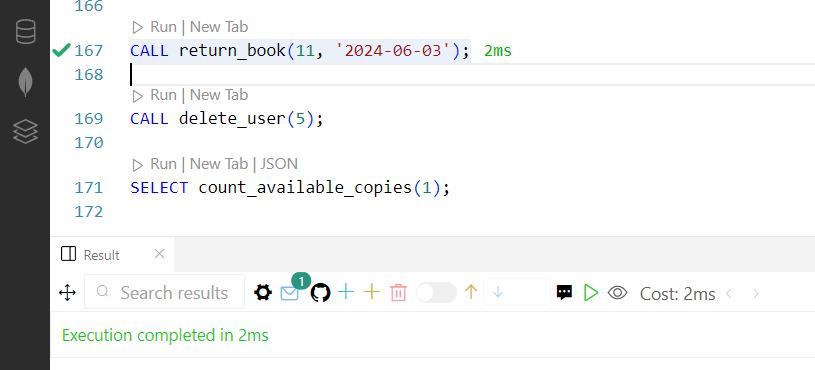 166
Run | New Tab
167 CALL return_book(11, '2024-06-03'); 2ms
168
Run | New Tab
169 CALL delete_user(5);
170
Run | New Tab | JSON
171 SELECT count_available_copies(1);
172
Result
Search results 1 Cost: 2ms
Execution completed in 2ms